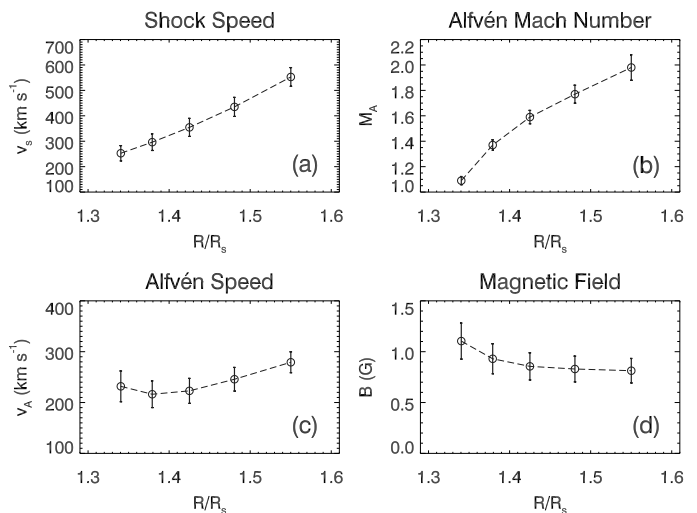 Shock Speed
700
600
500
400
300
200
100
v_s (km s⁻¹)
(a)
1.3 1.4 1.5 1.6
R/R_s
Alfvén Mach Number
2.2
2.0
1.8
1.6
1.4
1.2
1.0
M_A
(b)
1.3 1.4 1.5 1.6
R/R_s
Alfvén Speed
400
300
200
100
v_A (km s⁻¹)
(c)
1.3 1.4 1.5 1.6
R/R_s
Magnetic Field
1.5
1.0
0.5
0.0
B (G)
(d)
1.3 1.4 1.5 1.6
R/R_s